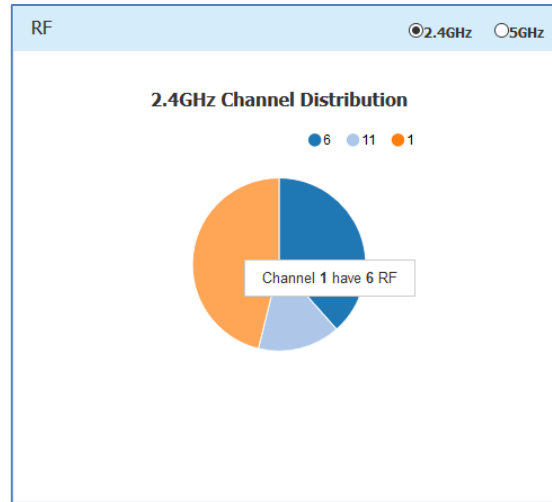 RF 2.4GHz 5GHz
2.4GHz Channel Distribution
6 11 1
Channel 1 have 6 RF